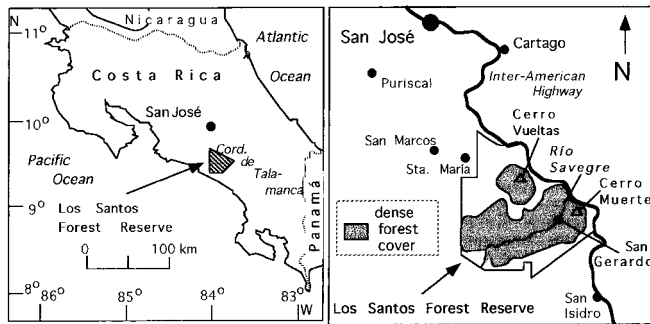 N
Nicaragua
11°
Atlantic
Ocean
Costa Rica
San José
10°
Cord.
de
Tala-
manca
Pacific
Ocean
Los Santos
Forest Reserve
9°
Panamá
0 100 km
8°
86° 85 84° 83°
W
San José
Cartago
N
Puriscal
Inter-American
Highway
Cerro
Vueltas
San Marcos
Sta. María
Río
Savegre
Cerro
Muerte
dense
forest
cover
San
Gerardo
Los Santos Forest Reserve
San
Isidro